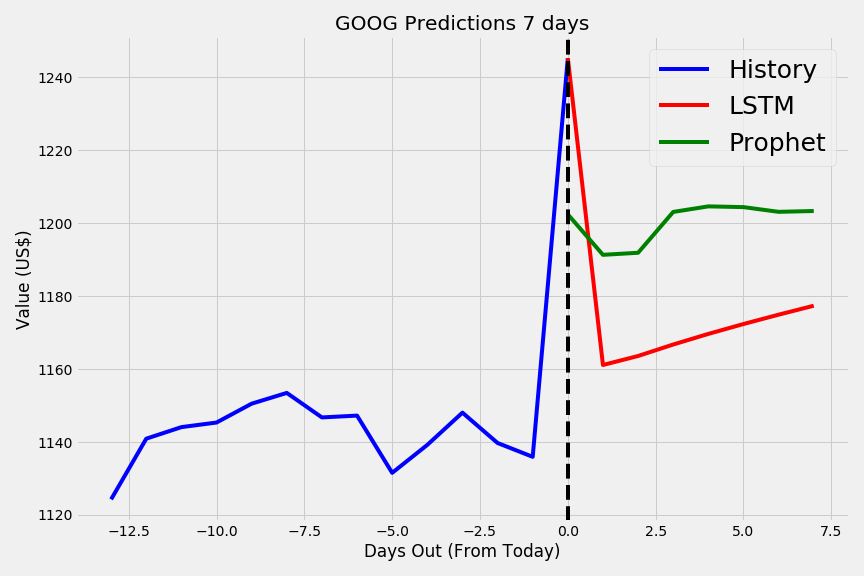 GOOG Predictions 7 days
History
LSTM
Prophet
1240
1220
1200
1180
1160
1140
1120
Value (US$)
−12.5 −10.0 −7.5 −5.0 −2.5 0.0 2.5 5.0 7.5
Days Out (From Today)